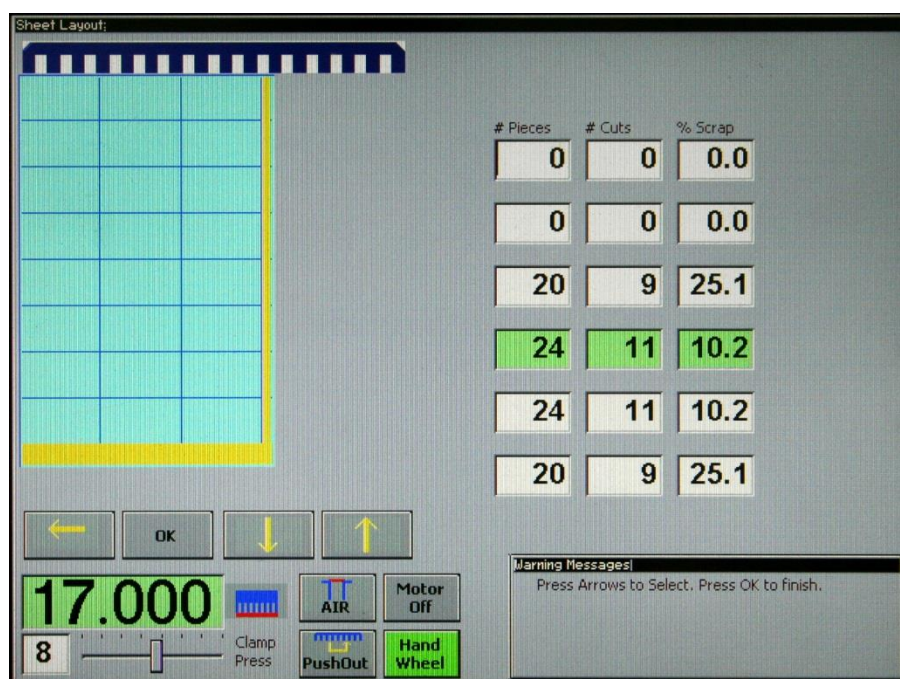 Sheet Layout;
# Pieces # Cuts % Scrap
0 0 0.0
0 0 0.0
20 9 25.1
24 11 10.2
24 11 10.2
20 9 25.1
OK
Warning Messages
Press Arrows to Select. Press OK to finish.
17.000
AIR
Motor Off
8
Clamp Press
PushOut
Hand Wheel